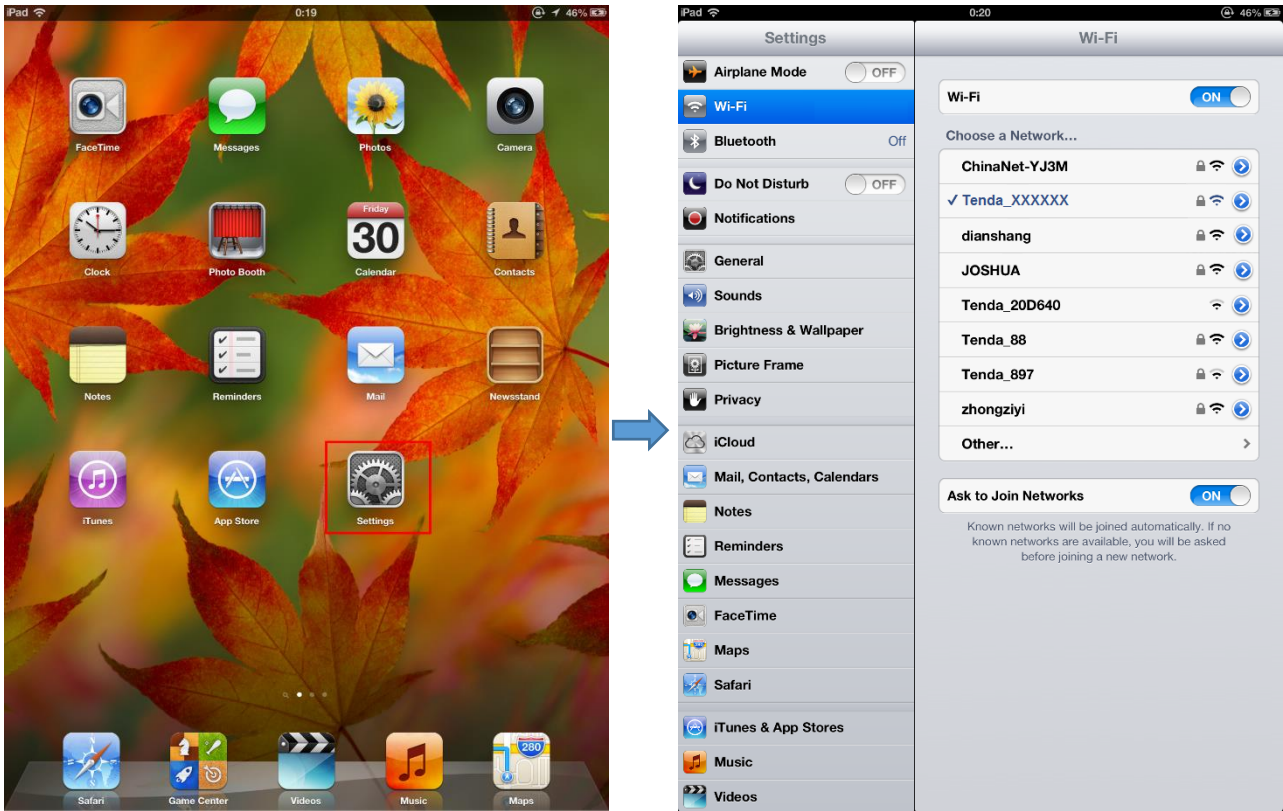 iPad 0:19 46%
FaceTime Messages Photos Camera
Friday
30
Clock Photo Booth Calendar Contacts
Notes Reminders Mail Newsstand
iTunes App Store Settings
280
Safari Game Center Videos Music Maps
iPad 0:20 46%
Settings
Airplane Mode OFF
Wi-Fi
Bluetooth Off
Do Not Disturb OFF
Notifications
General
Sounds
Brightness & Wallpaper
Picture Frame
Privacy
iCloud
Mail, Contacts, Calendars
Notes
Reminders
Messages
FaceTime
Maps
Safari
iTunes & App Stores
Music
Videos
Wi-Fi
Wi-Fi ON
Choose a Network...
ChinaNet-YJ3M
✓ Tenda_XXXXXX
dianshang
JOSHUA
Tenda_20D640
Tenda_88
Tenda_897
zhongziyi
Other...
Ask to Join Networks ON
Known networks will be joined automatically. If no
known networks are available, you will be asked
before joining a new network.